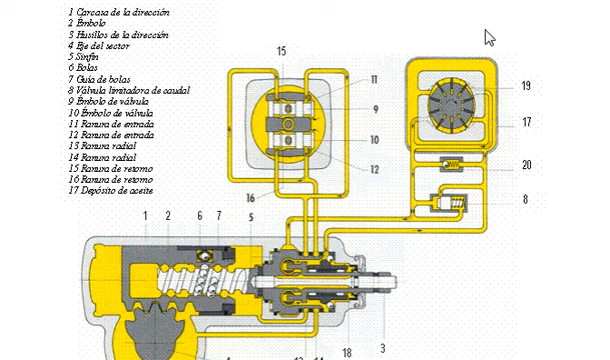 1 Carcasa de la dirección
2 Émbolo
3 Husillos de la dirección
4 Eje del sector
5 Sinfín
6 Bolas
7 Guía de bolas
8 Válvula limitadora de caudal
9 Émbolo de válvula
10 Émbolo de válvula
11 Ranura de entrada
12 Ranura de entrada
13 Ranura radial
14 Ranura radial
15 Ranura de retorno
16 Ranura de retorno
17 Depósito de aceite
15
11
9
10
12
16
19
17
20
8
1 2 6 7 5
3
18